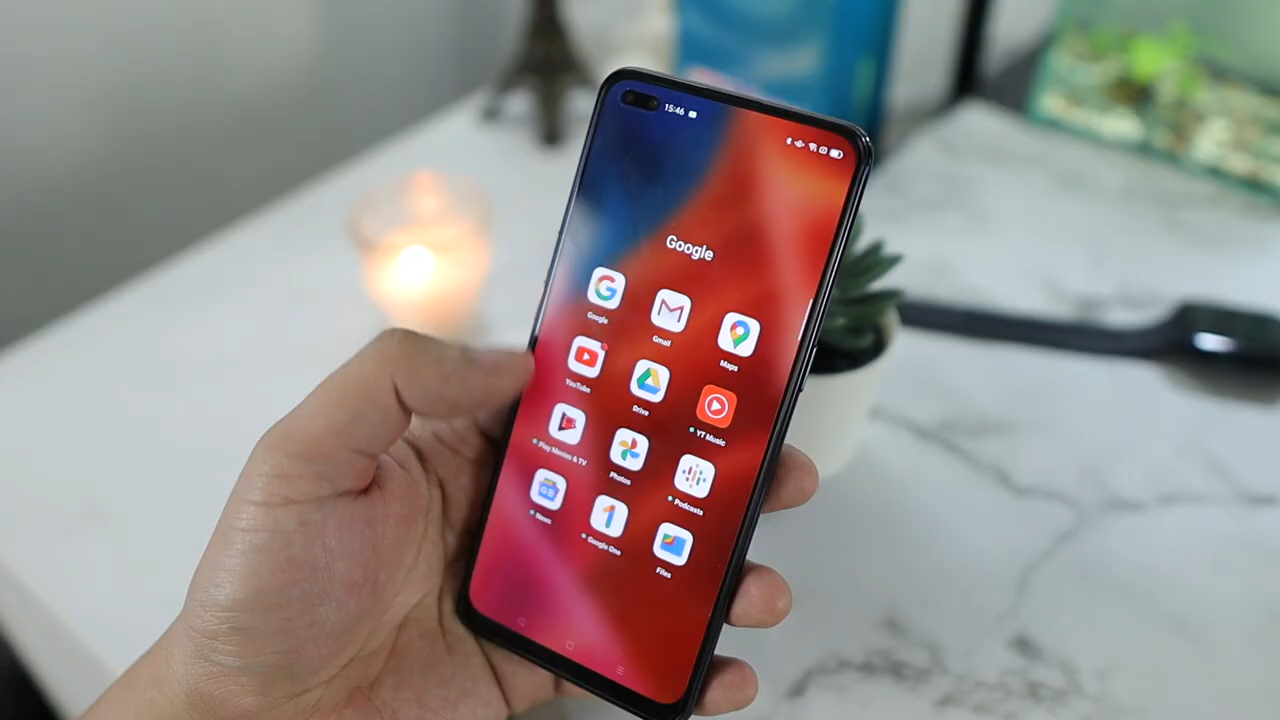 15:46
Google
Google
Gmail
Maps
YouTube
Drive
YT Music
Play Movies & TV
Photos
Podcasts
News
Google One
Files